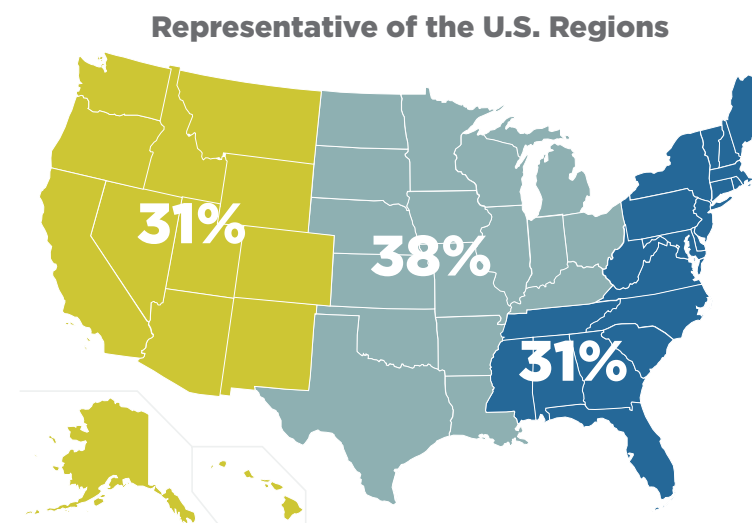 Representative of the U.S. Regions
31%
38%
31%